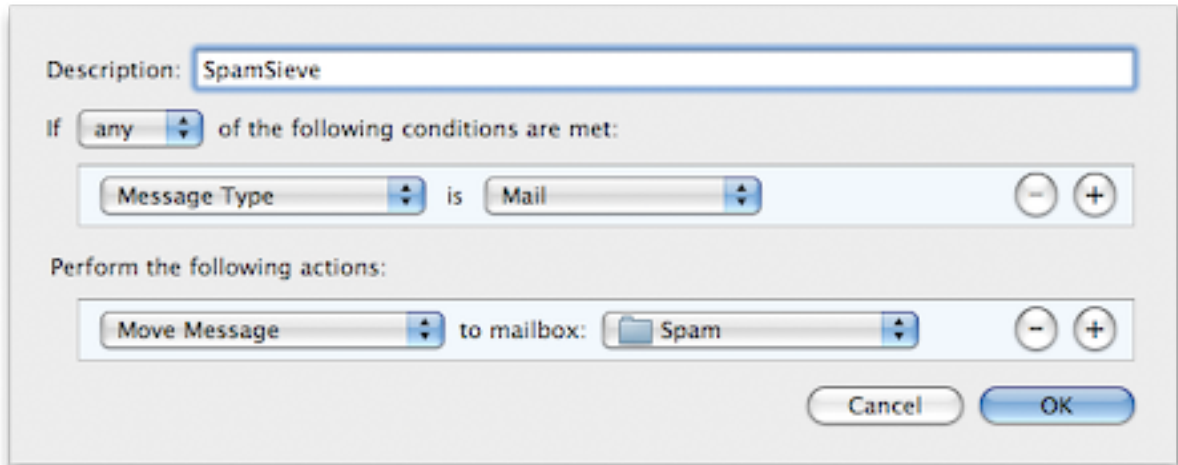 Description: SpamSieve
If any of the following conditions are met:
Message Type is Mail
Perform the following actions:
Move Message to mailbox: Spam
Cancel OK